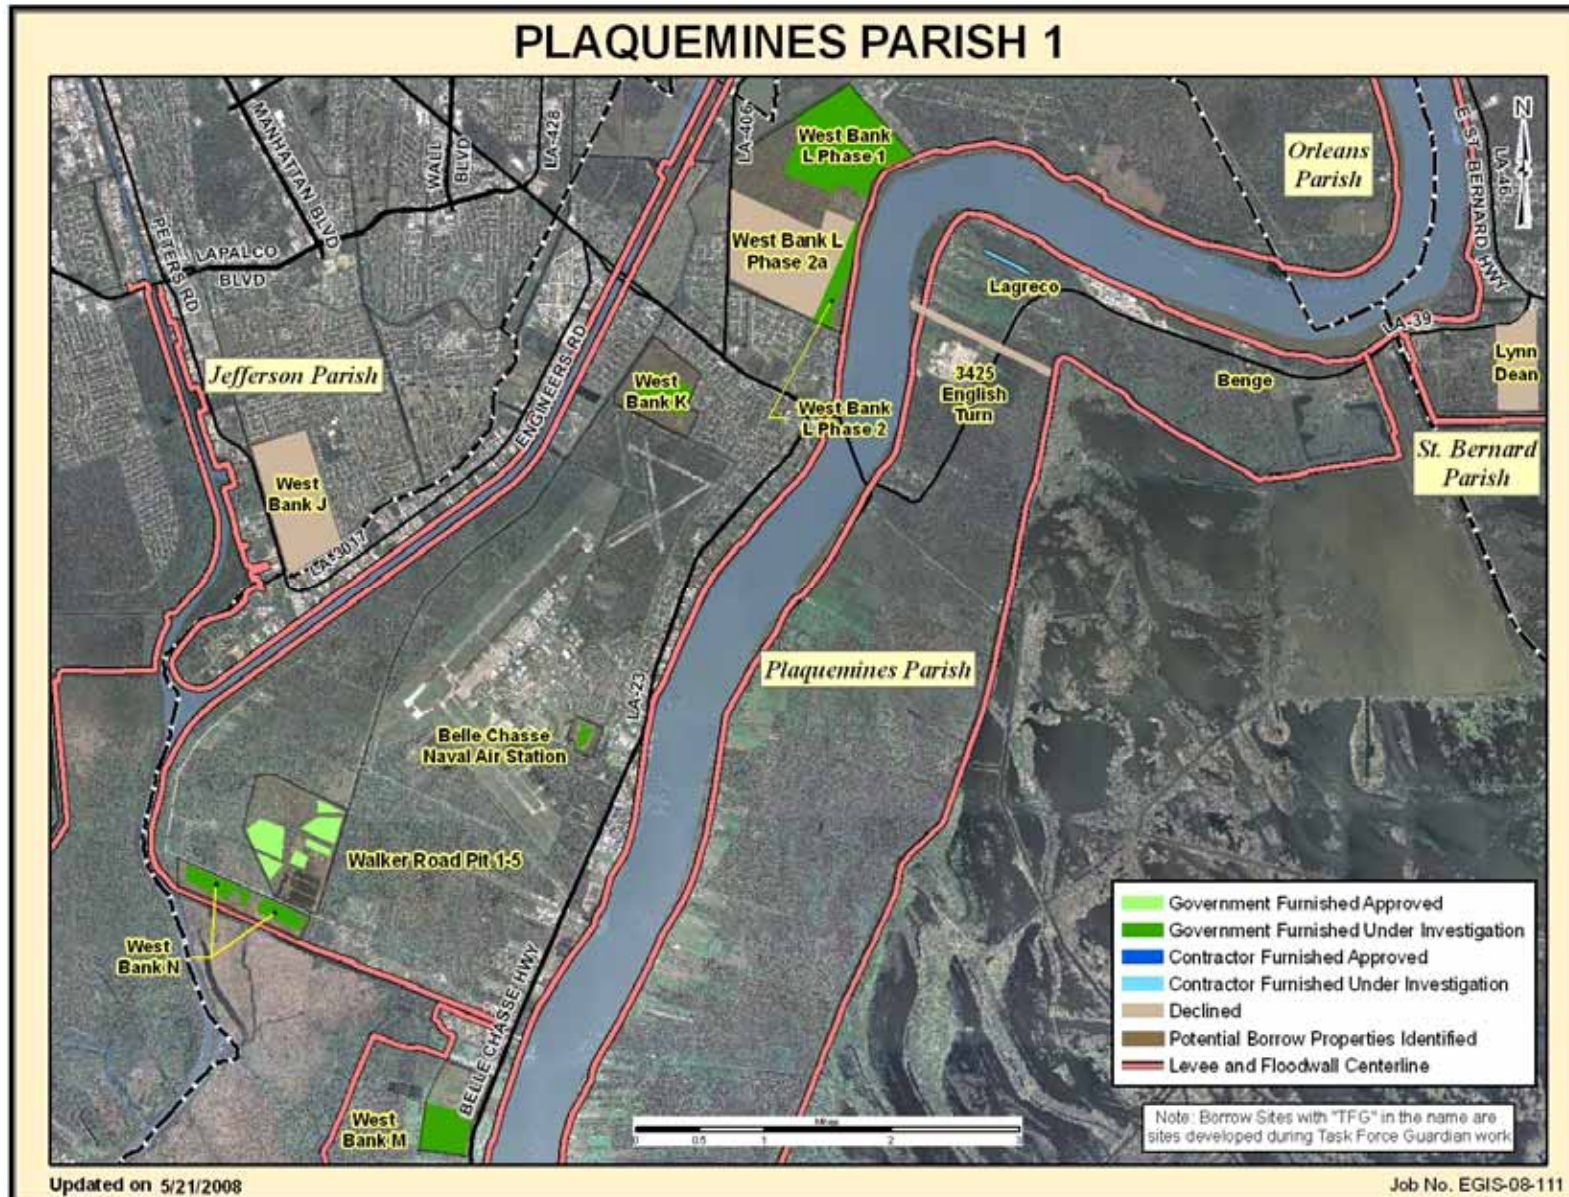 PLAQUEMINES PARISH 1
MANHATTAN BLVD
WALL
BLVD
LA-428
LA-406
West Bank
L Phase 1
Orleans
Parish
E ST BERNARD HWY
LA-46
N
PETERS RD
LAPALCO
BLVD
West Bank L
Phase 2a
Lagreco
LA-39
Lynn
Dean
Jefferson Parish
ENGINEERS RD
West
Bank K
3425
English
Turn
Benge
West Bank
L Phase 2
St. Bernard
Parish
West
Bank J
LA-3017
Plaquemines Parish
LA-23
Belle Chasse
Naval Air Station
Walker Road Pit 1-5
West
Bank N
BELLE CHASSE HWY
West
Bank M
Government Furnished Approved
Government Furnished Under Investigation
Contractor Furnished Approved
Contractor Furnished Under Investigation
Declined
Potential Borrow Properties Identified
Levee and Floodwall Centerline
Miles
0 0.5 1 2 3
Note: Borrow Sites with "TFG" in the name are
sites developed during Task Force Guardian work
Updated on 5/21/2008
Job No. EGIS-08-111